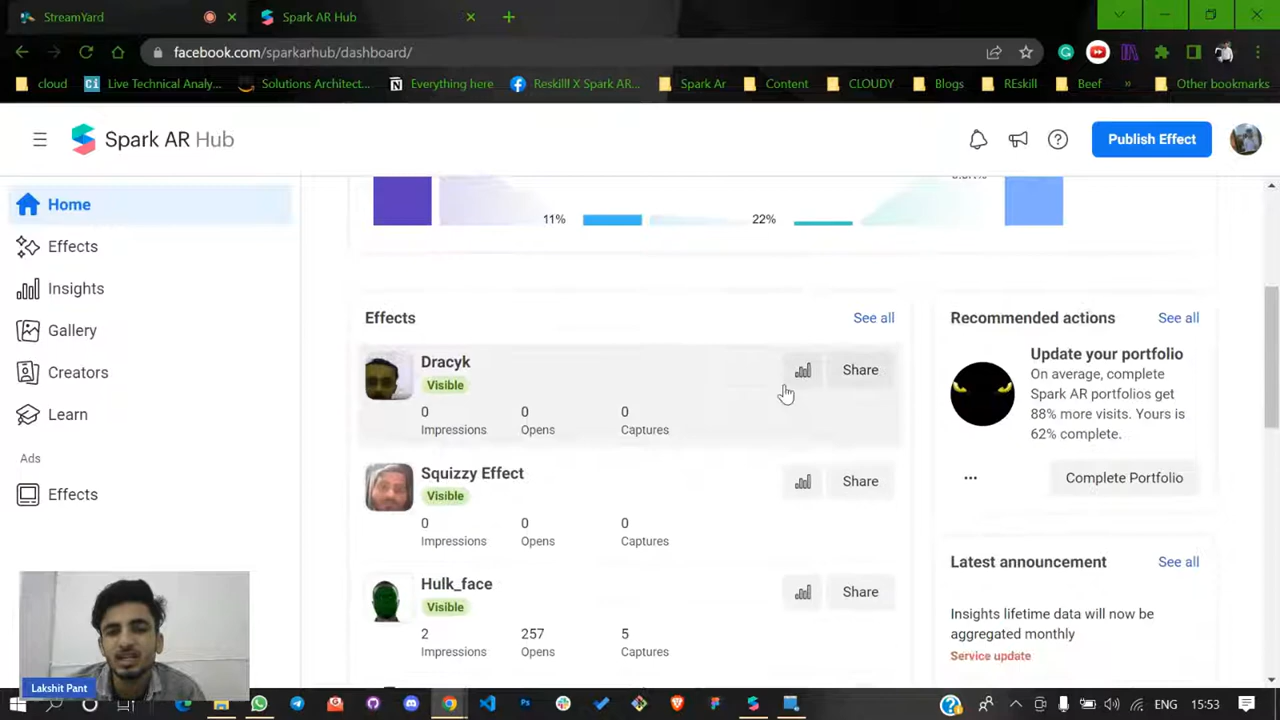 StreamYard
Spark AR Hub
facebook.com/sparkarhub/dashboard/
cloud
Live Technical Analy...
Solutions Architect...
Everything here
Reskilll X Spark AR...
Spark Ar
Content
CLOUDY
Blogs
REskill
Beef
»
Other bookmarks
Spark AR Hub
Publish Effect
Home
Effects
Insights
Gallery
Creators
Learn
Ads
Effects
11%
22%
Effects
See all
Dracyk
Visible
0
0
0
Impressions
Opens
Captures
Share
Squizzy Effect
Visible
0
0
0
Impressions
Opens
Captures
Share
Hulk_face
Visible
2
257
5
Impressions
Opens
Captures
Share
Recommended actions
See all
Update your portfolio
On average, complete
Spark AR portfolios get
88% more visits. Yours is
62% complete.
Complete Portfolio
Latest announcement
See all
Insights lifetime data will now be
aggregated monthly
Service update
Lakshit Pant
ENG
15:53